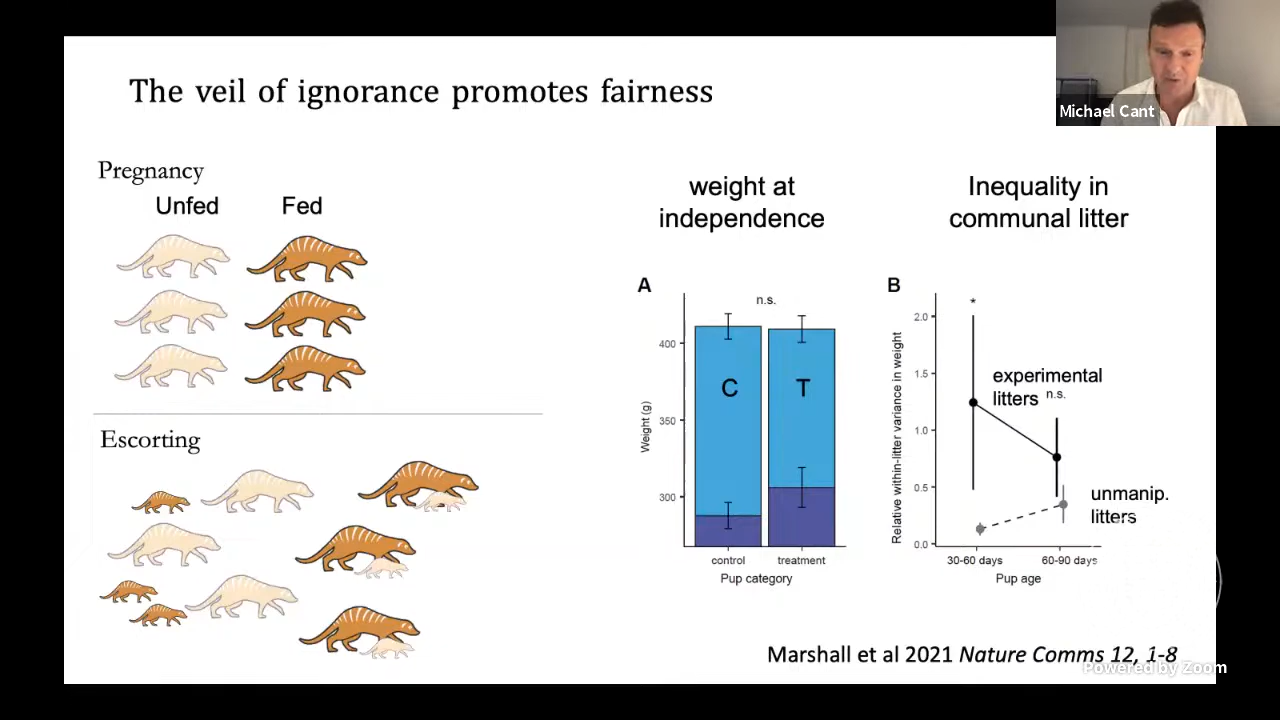 The veil of ignorance promotes fairness
Michael Cant
Pregnancy
Unfed
Fed
Escorting
weight at
independence
Inequality in
communal litter
A
n.s.
400
350
300
Weight (g)
C
T
control
treatment
Pup category
B
*
2.0
1.5
1.0
0.5
0.0
Relative within-litter variance in weight
experimental
litters
n.s.
unmanip.
litters
30-60 days
60-90 days
Pup age
Marshall et al 2021 Nature Comms 12, 1-8
Powered by Zoom